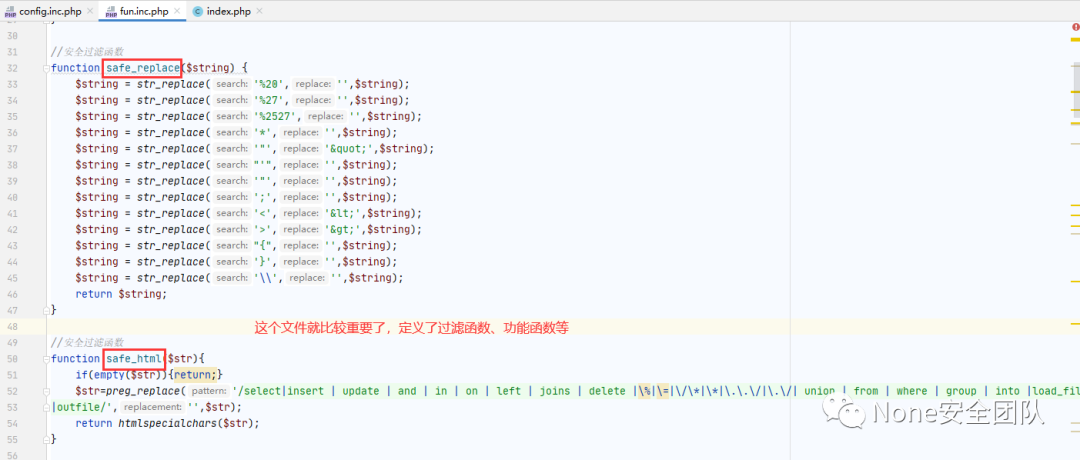 config.inc.php
fun.inc.php
index.php
30
31 //安全过滤函数
32 function safe_replace($string) {
33 $string = str_replace( search: '%20', replace: '',$string);
34 $string = str_replace( search: '%27', replace: '',$string);
35 $string = str_replace( search: '%2527', replace: '',$string);
36 $string = str_replace( search: '*', replace: '',$string);
37 $string = str_replace( search: '"', replace: '&quot;',$string);
38 $string = str_replace( search: "'", replace: '',$string);
39 $string = str_replace( search: '"', replace: '',$string);
40 $string = str_replace( search: ';', replace: '',$string);
41 $string = str_replace( search: '<', replace: '&lt;',$string);
42 $string = str_replace( search: '>', replace: '&gt;',$string);
43 $string = str_replace( search: "{", replace: '',$string);
44 $string = str_replace( search: '}', replace: '',$string);
45 $string = str_replace( search: '\\', replace: '',$string);
46 return $string;
47 }
48 这个文件就比较重要了，定义了过滤函数、功能函数等
49 //安全过滤函数
50 function safe_html($str){
51 if(empty($str)){return;}
52 $str=preg_replace( pattern: '/select|insert | update | and | in | on | left | joins | delete |\%|\=|\/\*|\*|\.\.\/|\.\/| union | from | where | group | into |load_fil
53 |outfile/', replacement: '',$str);
54 return htmlspecialchars($str);
55 }
56
None安全团队